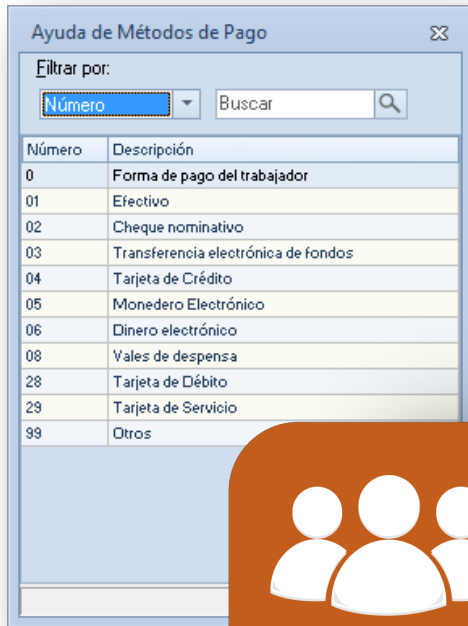 Ayuda de Métodos de Pago
Filtrar por:
Número Buscar
Número Descripción
0 Forma de pago del trabajador
01 Efectivo
02 Cheque nominativo
03 Transferencia electrónica de fondos
04 Tarjeta de Crédito
05 Monedero Electrónico
06 Dinero electrónico
08 Vales de despensa
28 Tarjeta de Débito
29 Tarjeta de Servicio
99 Otros